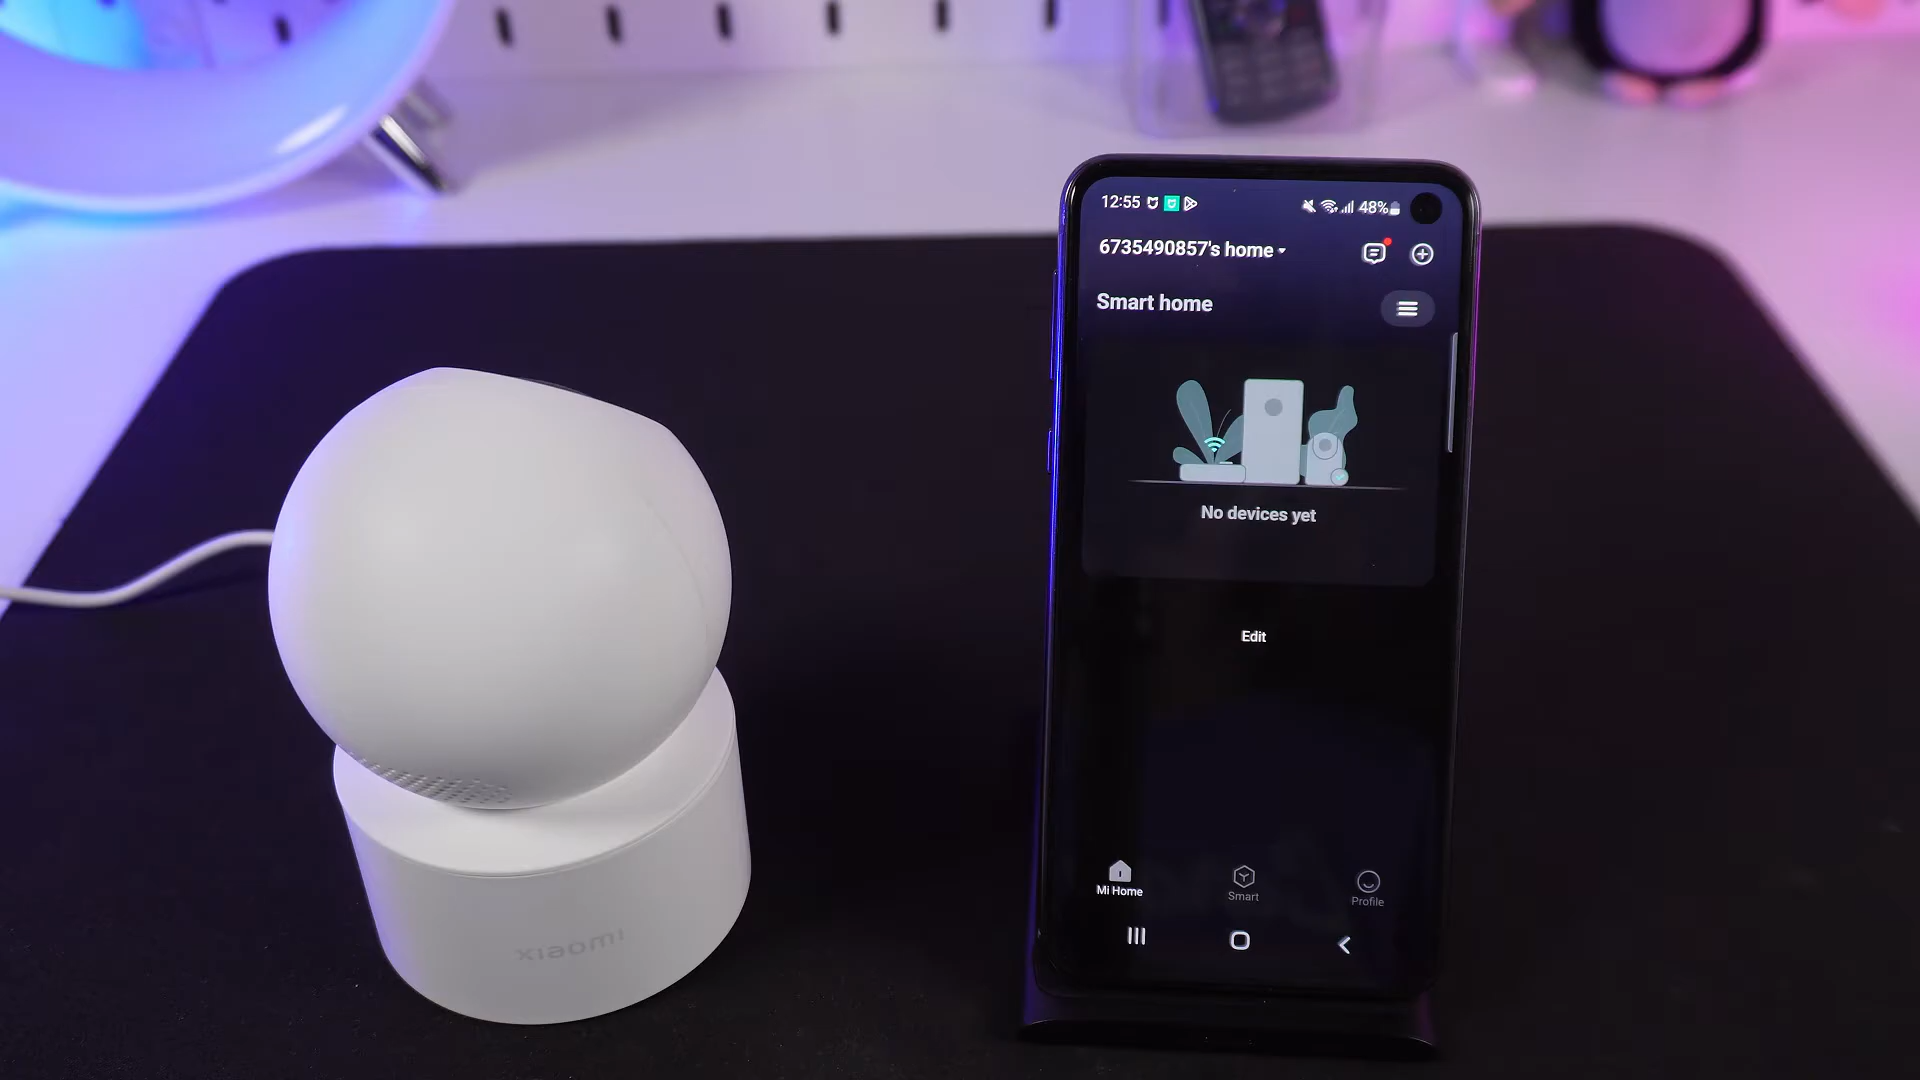 12:55
48%
6735490857's home
Smart home
No devices yet
Edit
Mi Home
Smart
Profile
xiaomi